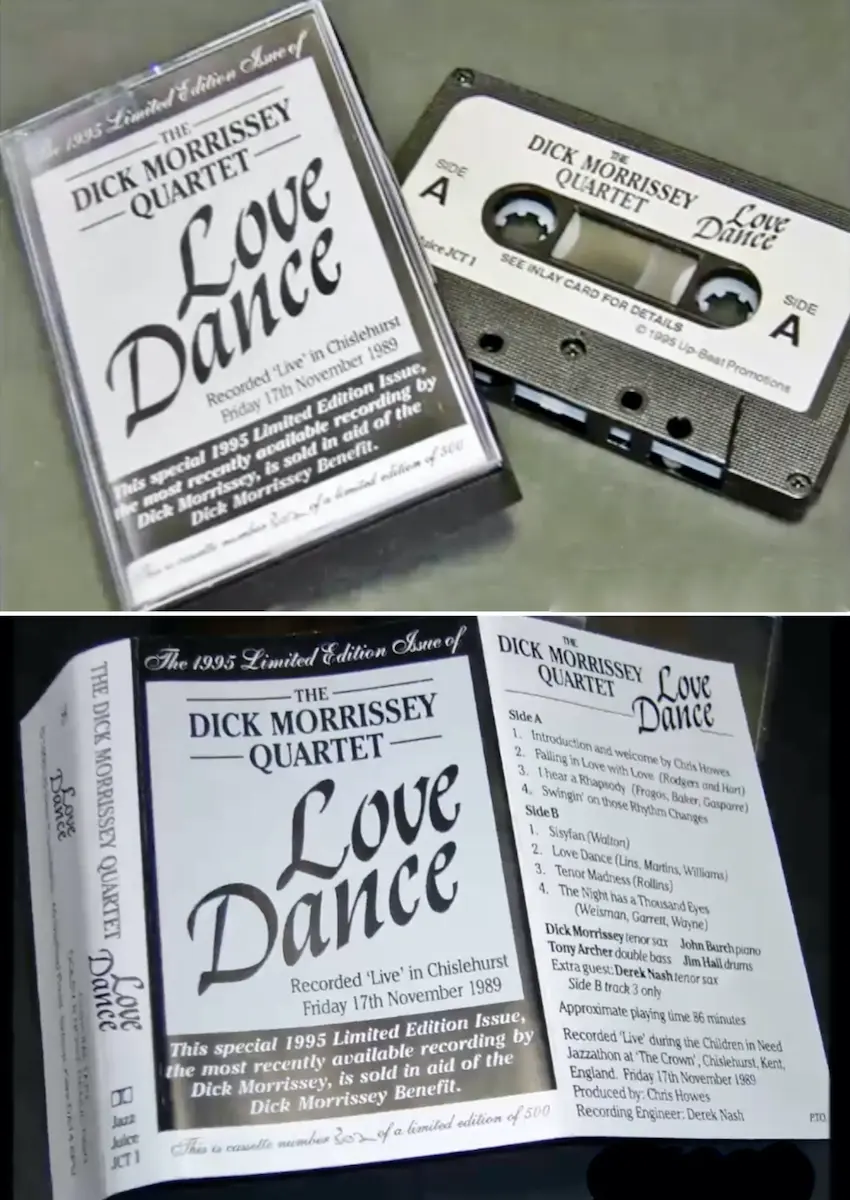 The 1995 Limited Edition Issue of
THE
DICK MORRISSEY
QUARTET
Love
Dance
Recorded 'Live' in Chislehurst
Friday 17th November 1989
This special 1995 Limited Edition Issue,
the most recently available recording by
Dick Morrissey, is sold in aid of the
Dick Morrissey Benefit.
This is cassette number of a limited edition of 500
THE
DICK MORRISSEY
QUARTET
Love
Dance
SIDE
A
Juice JCT 1
SEE INLAY CARD FOR DETAILS
SIDE
A
© 1995 Up-Beat Promotions
Love
Dance
THE DICK MORRISSEY QUARTET
Love
Dance
Jazz
Juice
JCT 1
The 1995 Limited Edition Issue of
THE
DICK MORRISSEY
QUARTET
Love
Dance
Recorded 'Live' in Chislehurst
Friday 17th November 1989
This special 1995 Limited Edition Issue,
the most recently available recording by
Dick Morrissey, is sold in aid of the
Dick Morrissey Benefit.
This is cassette number of a limited edition of 500
THE
DICK MORRISSEY
QUARTET
Love
Dance
Side A
1. Introduction and welcome by Chris Howes
2. Falling in Love with Love (Rodgers and Hart)
3. I hear a Rhapsody (Fragos, Baker, Gasparre)
4. Swingin' on those Rhythm Changes
Side B
1. Sisyfan (Walton)
2. Love Dance (Lins, Martins, Williams)
3. Tenor Madness (Rollins)
4. The Night has a Thousand Eyes
(Weisman, Garrett, Wayne)
Dick Morrissey tenor sax John Burch piano
Tony Archer double bass Jim Hall drums
Extra guest: Derek Nash tenor sax
Side B track 3 only
Approximate playing time 86 minutes
Recorded 'Live' during the Children in Need
Jazzathon at 'The Crown', Chislehurst, Kent,
England. Friday 17th November 1989
Produced by: Chris Howes
Recording Engineer: Derek Nash
P.T.O.